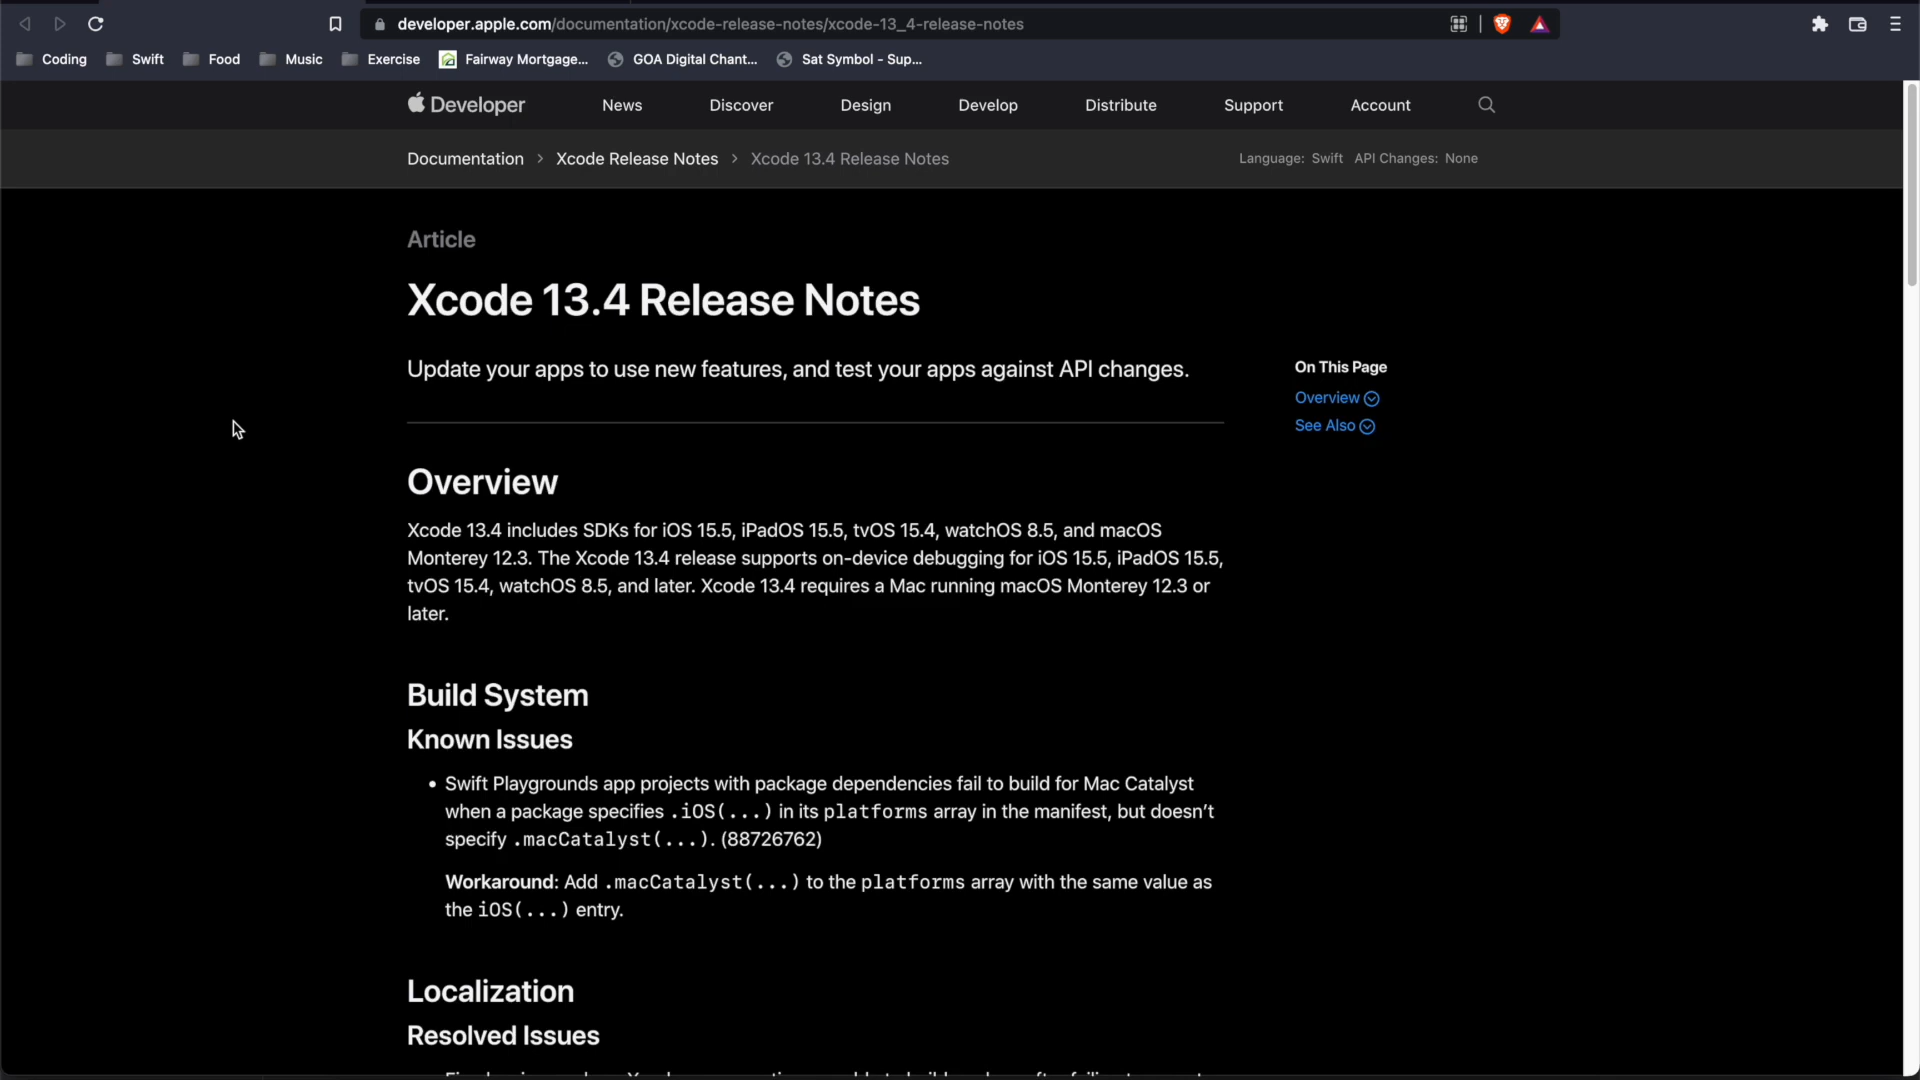 developer.apple.com/documentation/xcode-release-notes/xcode-13_4-release-notes
Coding Swift Food Music Exercise Fairway Mortgage... GOA Digital Chant... Sat Symbol - Sup...
Developer News Discover Design Develop Distribute Support Account
Documentation > Xcode Release Notes > Xcode 13.4 Release Notes Language: Swift API Changes: None
Article
Xcode 13.4 Release Notes
Update your apps to use new features, and test your apps against API changes.
On This Page
Overview
See Also
Overview
Xcode 13.4 includes SDKs for iOS 15.5, iPadOS 15.5, tvOS 15.4, watchOS 8.5, and macOS
Monterey 12.3. The Xcode 13.4 release supports on-device debugging for iOS 15.5, iPadOS 15.5,
tvOS 15.4, watchOS 8.5, and later. Xcode 13.4 requires a Mac running macOS Monterey 12.3 or
later.
Build System
Known Issues
• Swift Playgrounds app projects with package dependencies fail to build for Mac Catalyst
when a package specifies .iOS(...) in its platforms array in the manifest, but doesn't
specify .macCatalyst(...). (88726762)
Workaround: Add .macCatalyst(...) to the platforms array with the same value as
the iOS(...) entry.
Localization
Resolved Issues